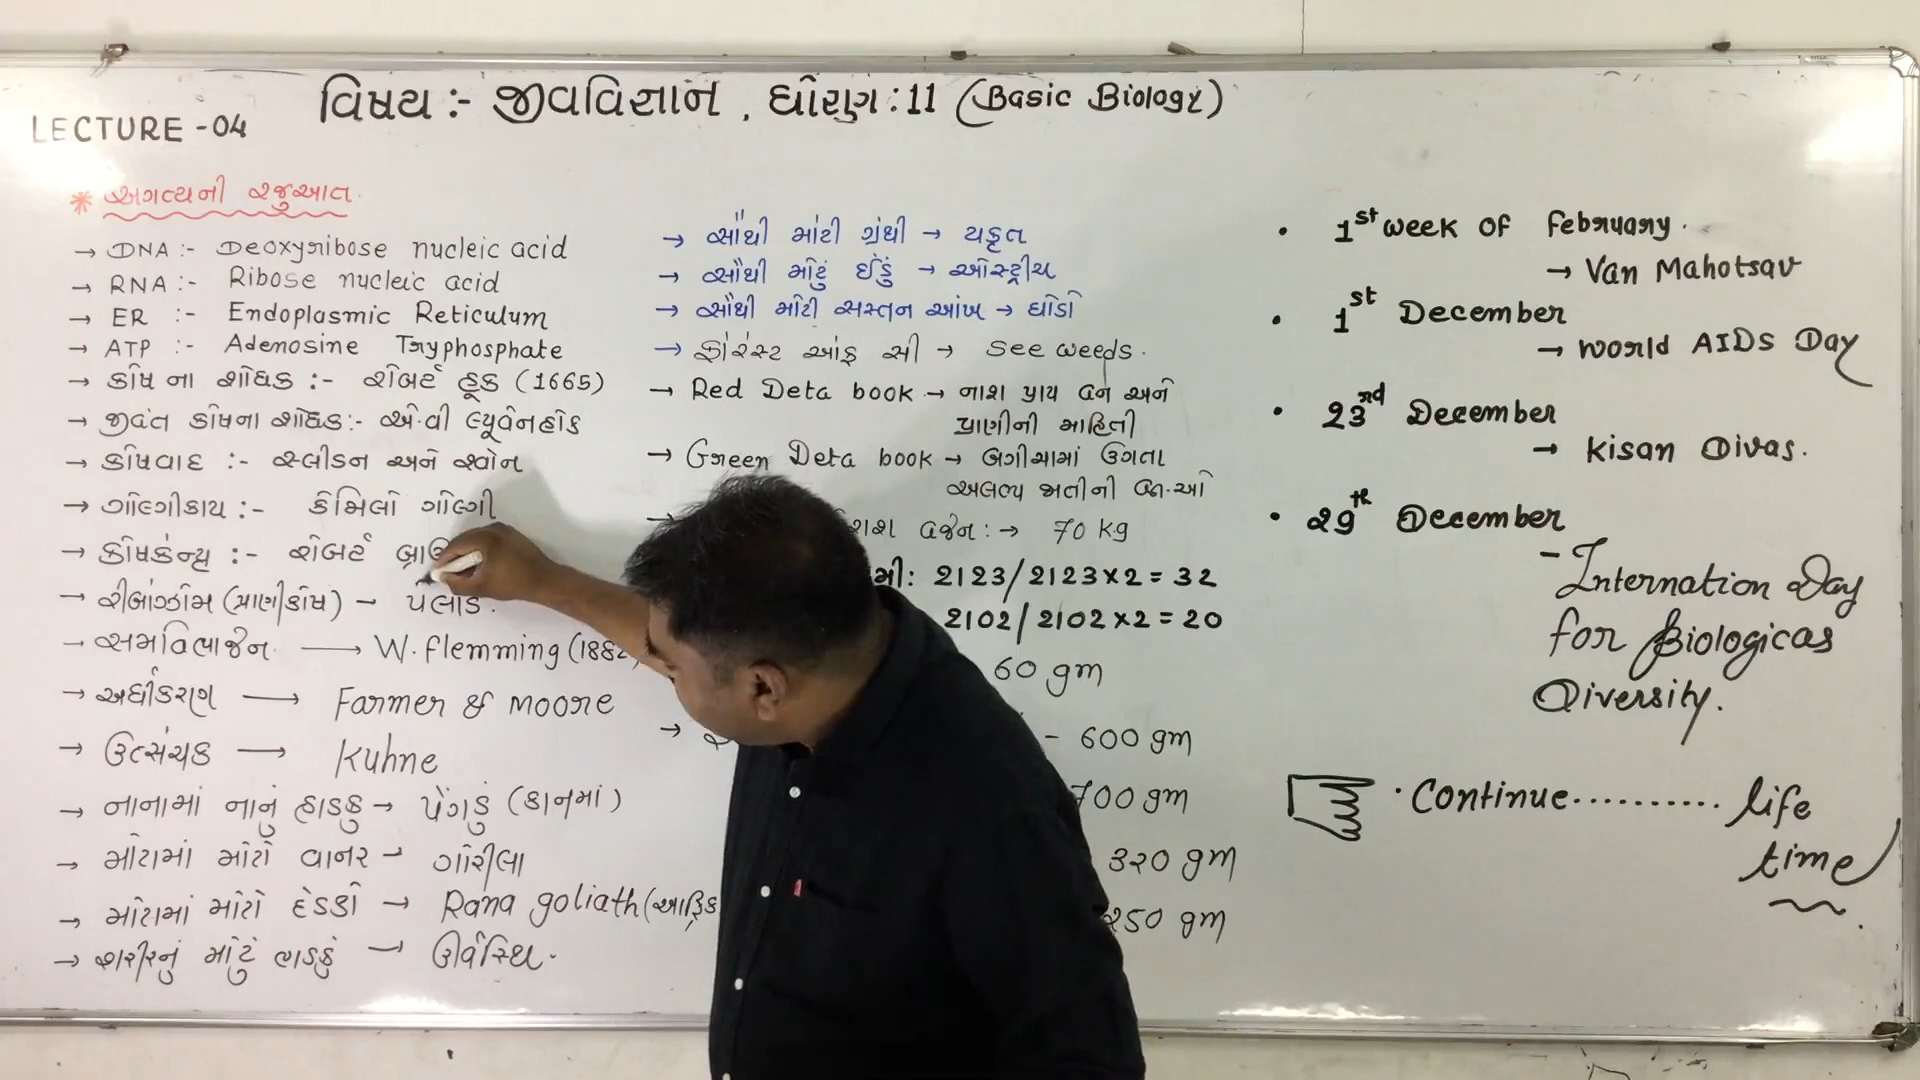 વિષય :- જીવવિજ્ઞાન , ધોરણ : 11 (Basic Biology)
LECTURE - 04
* અગત્યની રજુઆત.
→ DNA :- Deoxyribose nucleic acid
→ RNA :- Ribose nucleic acid
→ ER :- Endoplasmic Reticulum
→ ATP :- Adenosine Tryphosphate
→ કોષ ના શોધક :- રોબર્ટ હૂક (1665)
→ જીવંત કોષના શોધક :- એ.વી લ્યૂવેનહોક
→ કોષવાદ :- સ્લીડન અને શ્વોન
→ ગોલ્ગીકાય :- કેમિલો ગોલ્ગી
→ કોષકેન્દ્ર :- રોબર્ટ બ્રાઉ
→ રીબોઝોમ (પ્રાણીકોષ) - પેલાડે.
→ સમવિભાજન ⟶ W. flemming (1882)
→ અર્ધીકરણ ⟶ Farmer & moore
→ ઉત્સેચક ⟶ Kuhne
→ નાનામાં નાનું હાડકુ → પેંગડું (કાનમાં)
→ મોટામાં મોટો વાનર - ગોરીલા
→ મોટામાં મોટો દેડકો → Rana goliath (આફ્રિક
→ શરીરનું મોટું હાડકું → ઊર્વસ્થિ.
→ સૌથી મોટી ગ્રંથી → યકૃત
→ સૌથી મોટું ઈંડું → ઓસ્ટ્રીચ
→ સૌથી મોટી સસ્તન આંખ → ઘોડો
→ ફોરેસ્ટ ઓફ સી → see weeds.
→ Red Deta book → નાશ પ્રાય વન અને
પ્રાણીની માહિતી
→ Green Deta book → બગીચામાં ઉગતા
અલભ્ય જાતીની વન.ઓ
વજન :→ 70 kg
2123/2123×2 = 32
2102/2102×2 = 20
60 gm
- 600 gm
700 gm
320 gm
250 gm
• 1st week of february.
→ Van Mahotsav
• 1st December
→ World AIDS Day
• 23rd December
→ Kisan Divas.
• 29th December
- Internation Day
for Biologicas
Diversity.
• Continue........... life
time